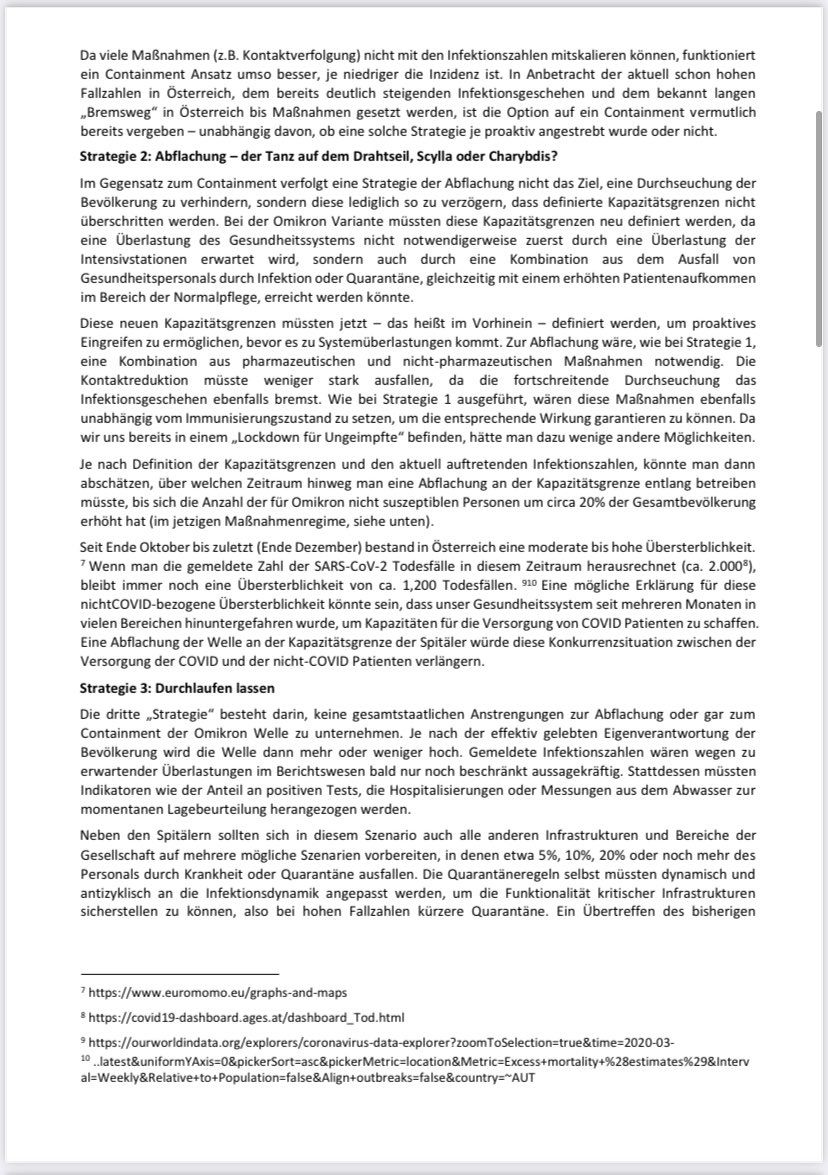 Da viele Maßnahmen (z.B. Kontaktverfolgung) nicht mit den Infektionszahlen mitskalieren können, funktioniert
ein Containment Ansatz umso besser, je niedriger die Inzidenz ist. In Anbetracht der aktuell schon hohen
Fallzahlen in Österreich, dem bereits deutlich steigenden Infektionsgeschehen und dem bekannt langen
„Bremsweg“ in Österreich bis Maßnahmen gesetzt werden, ist die Option auf ein Containment vermutlich
bereits vergeben – unabhängig davon, ob eine solche Strategie je proaktiv angestrebt wurde oder nicht.
Strategie 2: Abflachung – der Tanz auf dem Drahtseil, Scylla oder Charybdis?
Im Gegensatz zum Containment verfolgt eine Strategie der Abflachung nicht das Ziel, eine Durchseuchung der
Bevölkerung zu verhindern, sondern diese lediglich so zu verzögern, dass definierte Kapazitätsgrenzen nicht
überschritten werden. Bei der Omikron Variante müssten diese Kapazitätsgrenzen neu definiert werden, da
eine Überlastung des Gesundheitssystems nicht notwendigerweise zuerst durch eine Überlastung der
Intensivstationen erwartet wird, sondern auch durch eine Kombination aus dem Ausfall von
Gesundheitspersonals durch Infektion oder Quarantäne, gleichzeitig mit einem erhöhten Patientenaufkommen
im Bereich der Normalpflege, erreicht werden könnte.
Diese neuen Kapazitätsgrenzen müssten jetzt – das heißt im Vorhinein – definiert werden, um proaktives
Eingreifen zu ermöglichen, bevor es zu Systemüberlastungen kommt. Zur Abflachung wäre, wie bei Strategie 1,
eine Kombination aus pharmazeutischen und nicht-pharmazeutischen Maßnahmen notwendig. Die
Kontaktreduktion müsste weniger stark ausfallen, da die fortschreitende Durchseuchung das
Infektionsgeschehen ebenfalls bremst. Wie bei Strategie 1 ausgeführt, wären diese Maßnahmen ebenfalls
unabhängig vom Immunisierungszustand zu setzen, um die entsprechende Wirkung garantieren zu können. Da
wir uns bereits in einem „Lockdown für Ungeimpfte“ befinden, hätte man dazu wenige andere Möglichkeiten.
Je nach Definition der Kapazitätsgrenzen und den aktuell auftretenden Infektionszahlen, könnte man dann
abschätzen, über welchen Zeitraum hinweg man eine Abflachung an der Kapazitätsgrenze entlang betreiben
müsste, bis sich die Anzahl der für Omikron nicht suszeptiblen Personen um circa 20% der Gesamtbevölkerung
erhöht hat (im jetzigen Maßnahmenregime, siehe unten).
Seit Ende Oktober bis zuletzt (Ende Dezember) bestand in Österreich eine moderate bis hohe Übersterblichkeit.
⁷ Wenn man die gemeldete Zahl der SARS-CoV-2 Todesfälle in diesem Zeitraum herausrechnet (ca. 2.000⁸),
bleibt immer noch eine Übersterblichkeit von ca. 1,200 Todesfällen. ⁹¹⁰ Eine mögliche Erklärung für diese
nichtCOVID-bezogene Übersterblichkeit könnte sein, dass unser Gesundheitssystem seit mehreren Monaten in
vielen Bereichen hinuntergefahren wurde, um Kapazitäten für die Versorgung von COVID Patienten zu schaffen.
Eine Abflachung der Welle an der Kapazitätsgrenze der Spitäler würde diese Konkurrenzsituation zwischen der
Versorgung der COVID und der nicht-COVID Patienten verlängern.
Strategie 3: Durchlaufen lassen
Die dritte „Strategie“ besteht darin, keine gesamtstaatlichen Anstrengungen zur Abflachung oder gar zum
Containment der Omikron Welle zu unternehmen. Je nach der effektiv gelebten Eigenverantwortung der
Bevölkerung wird die Welle dann mehr oder weniger hoch. Gemeldete Infektionszahlen wären wegen zu
erwartender Überlastungen im Berichtswesen bald nur noch beschränkt aussagekräftig. Stattdessen müssten
Indikatoren wie der Anteil an positiven Tests, die Hospitalisierungen oder Messungen aus dem Abwasser zur
momentanen Lagebeurteilung herangezogen werden.
Neben den Spitälern sollten sich in diesem Szenario auch alle anderen Infrastrukturen und Bereiche der
Gesellschaft auf mehrere mögliche Szenarien vorbereiten, in denen etwa 5%, 10%, 20% oder noch mehr des
Personals durch Krankheit oder Quarantäne ausfallen. Die Quarantäneregeln selbst müssten dynamisch und
antizyklisch an die Infektionsdynamik angepasst werden, um die Funktionalität kritischer Infrastrukturen
sicherstellen zu können, also bei hohen Fallzahlen kürzere Quarantäne. Ein Übertreffen des bisherigen
⁷ https://www.euromomo.eu/graphs-and-maps
⁸ https://covid19-dashboard.ages.at/dashboard_Tod.html
⁹ https://ourworldindata.org/explorers/coronavirus-data-explorer?zoomToSelection=true&time=2020-03-
¹⁰ ..latest&uniformYAxis=0&pickerSort=asc&pickerMetric=location&Metric=Excess+mortality+%28estimates%29&Interv
al=Weekly&Relative+to+Population=false&Align+outbreaks=false&country=~AUT